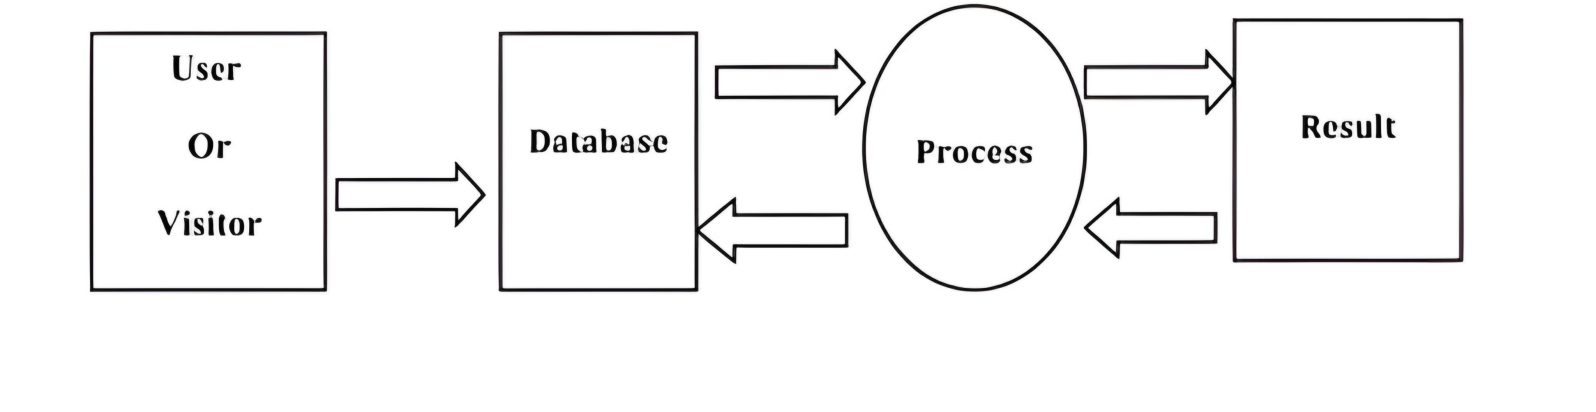 User
Or
Visitor
Database
Process
Result